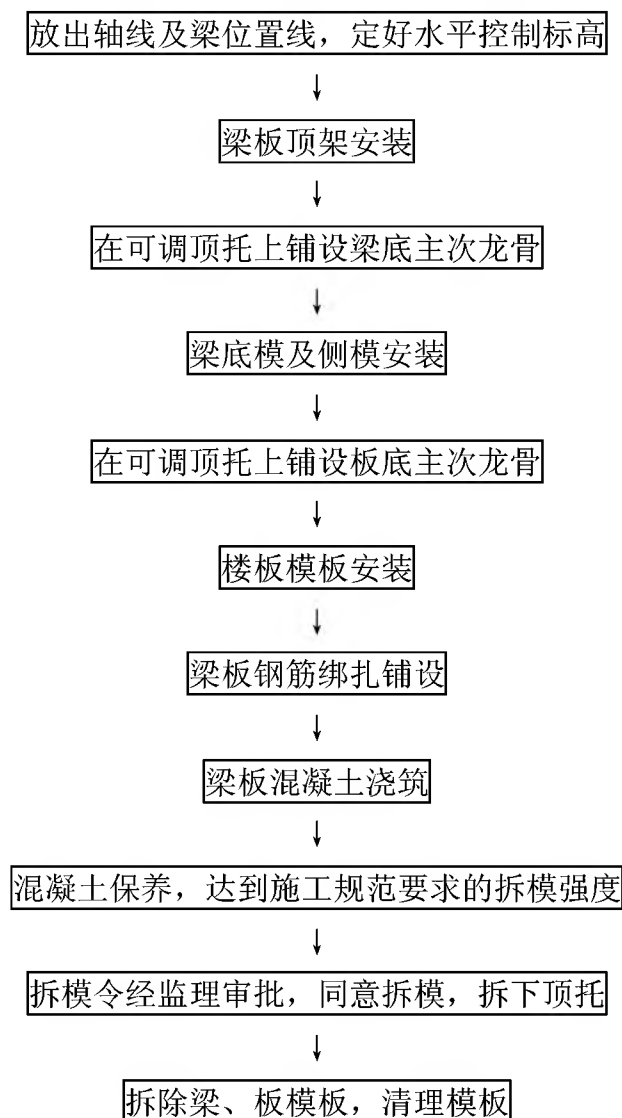 放出轴线及梁位置线，定好水平控制标高
↓
梁板顶架安装
↓
在可调顶托上铺设梁底主次龙骨
↓
梁底模及侧模安装
↓
在可调顶托上铺设板底主次龙骨
↓
楼板模板安装
↓
梁板钢筋绑扎铺设
↓
梁板混凝土浇筑
↓
混凝土保养，达到施工规范要求的拆模强度
↓
拆模令经监理审批，同意拆模，拆下顶托
↓
拆除梁、板模板，清理模板